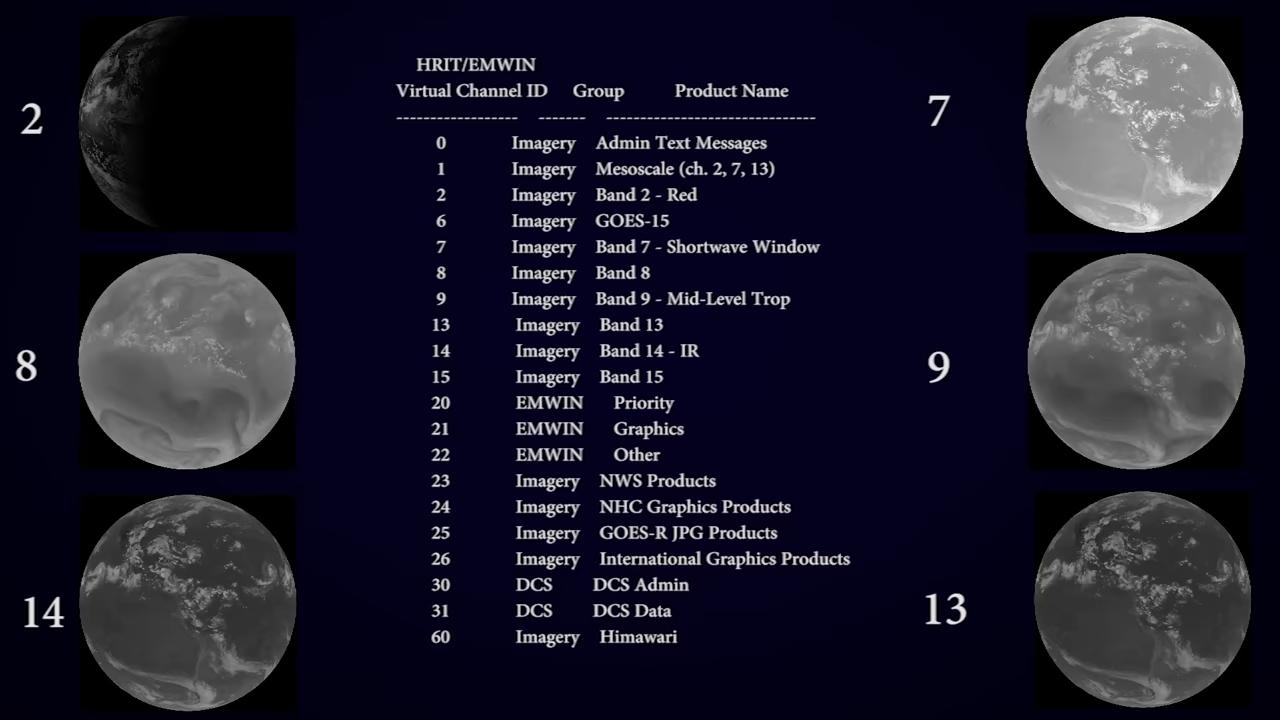 HRIT/EMWIN
Virtual Channel ID Group Product Name
------------------ ------- -------------------------------
0 Imagery Admin Text Messages
1 Imagery Mesoscale (ch. 2, 7, 13)
2 Imagery Band 2 - Red
6 Imagery GOES-15
7 Imagery Band 7 - Shortwave Window
8 Imagery Band 8
9 Imagery Band 9 - Mid-Level Trop
13 Imagery Band 13
14 Imagery Band 14 - IR
15 Imagery Band 15
20 EMWIN Priority
21 EMWIN Graphics
22 EMWIN Other
23 Imagery NWS Products
24 Imagery NHC Graphics Products
25 Imagery GOES-R JPG Products
26 Imagery International Graphics Products
30 DCS DCS Admin
31 DCS DCS Data
60 Imagery Himawari
2
7
8
9
14
13